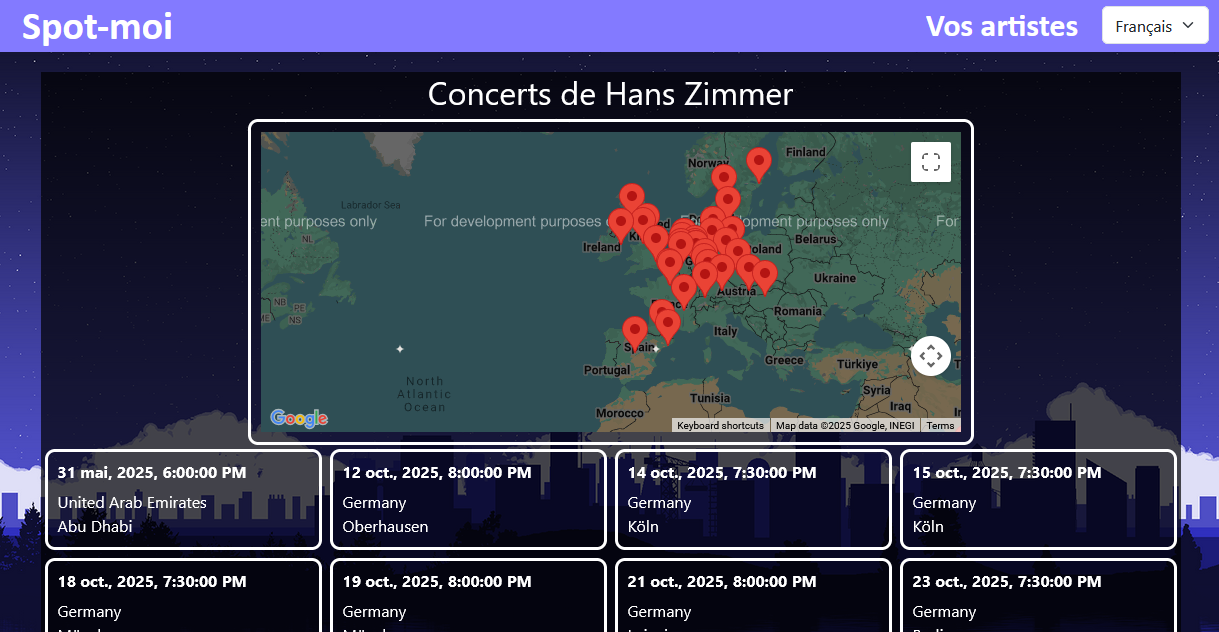 Spot-moi
Vos artistes
Français
Concerts de Hans Zimmer
Finland
Norway
Labrador Sea
ent purposes only
For development purposes
opment purposes only
For
NL
Ireland
Poland
Belarus
Ukraine
NB
PE
NS
Austria
France
Romania
Italy
Spain
Portugal
Greece
Türkiye
North
Atlantic
Ocean
Syria
Tunisia
Iraq
Morocco
Google
Keyboard shortcuts
Map data ©2025 Google, INEGI
Terms
31 mai, 2025, 6:00:00 PM
United Arab Emirates
Abu Dhabi
12 oct., 2025, 8:00:00 PM
Germany
Oberhausen
14 oct., 2025, 7:30:00 PM
Germany
Köln
15 oct., 2025, 7:30:00 PM
Germany
Köln
18 oct., 2025, 7:30:00 PM
Germany
19 oct., 2025, 8:00:00 PM
Germany
21 oct., 2025, 8:00:00 PM
Germany
23 oct., 2025, 7:30:00 PM
Germany